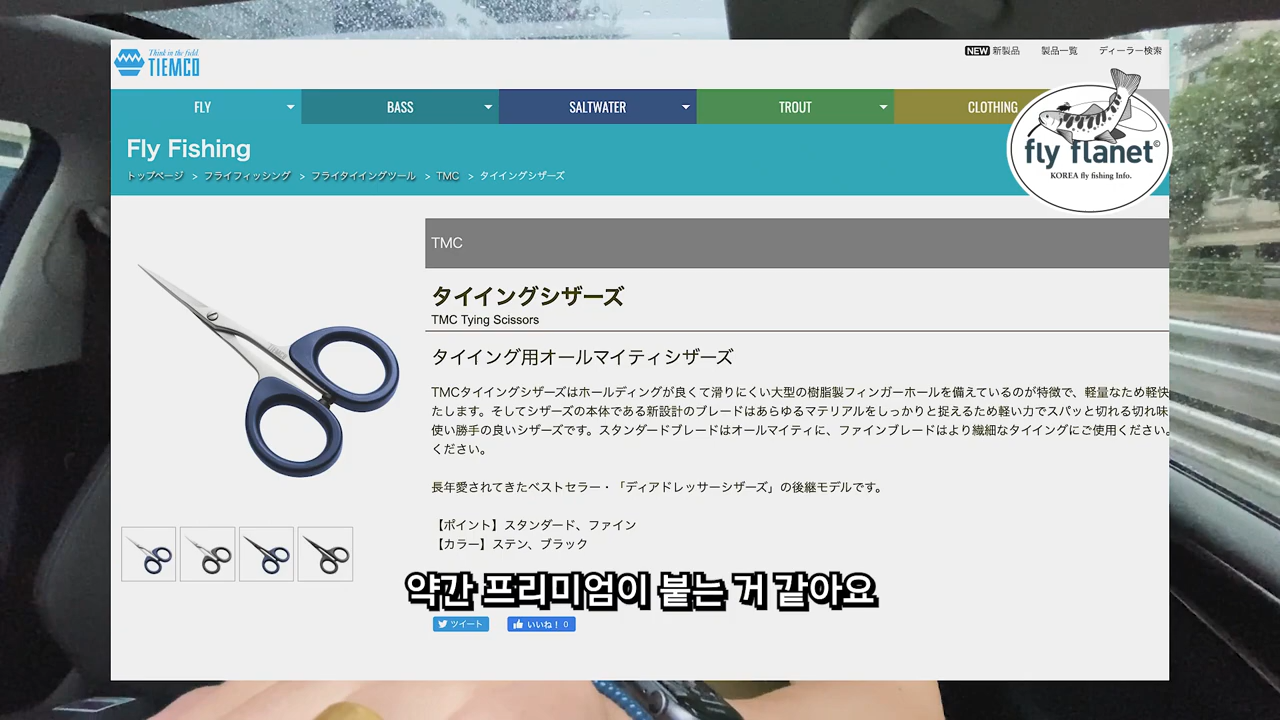 Think in the field.
TIEMCO
NEW 新製品 製品一覧 ディーラー検索
FLY BASS SALTWATER TROUT CLOTHING
Fly Fishing
トップページ > フライフィッシング > フライタイイングツール > TMC > タイイングシザーズ
fly flanet©
KOREA fly fishing Info.
TMC
タイイングシザーズ
TMC Tying Scissors
タイイング用オールマイティシザーズ
TMCタイイングシザーズはホールディングが良くて滑りにくい大型の樹脂製フィンガーホールを備えているのが特徴で、軽量なため軽快
たします。そしてシザーズの本体である新設計のブレードはあらゆるマテリアルをしっかりと捉えるため軽い力でスパッと切れる切れ味
使い勝手の良いシザーズです。スタンダードブレードはオールマイティに、ファインブレードはより繊細なタイイングにご使用ください。
ください。
長年愛されてきたベストセラー・「ディアドレッサーシザーズ」の後継モデルです。
【ポイント】スタンダード、ファイン
【カラー】ステン、ブラック
약간 프리미엄이 붙는 거 같아요
ツイート いいね！ 0